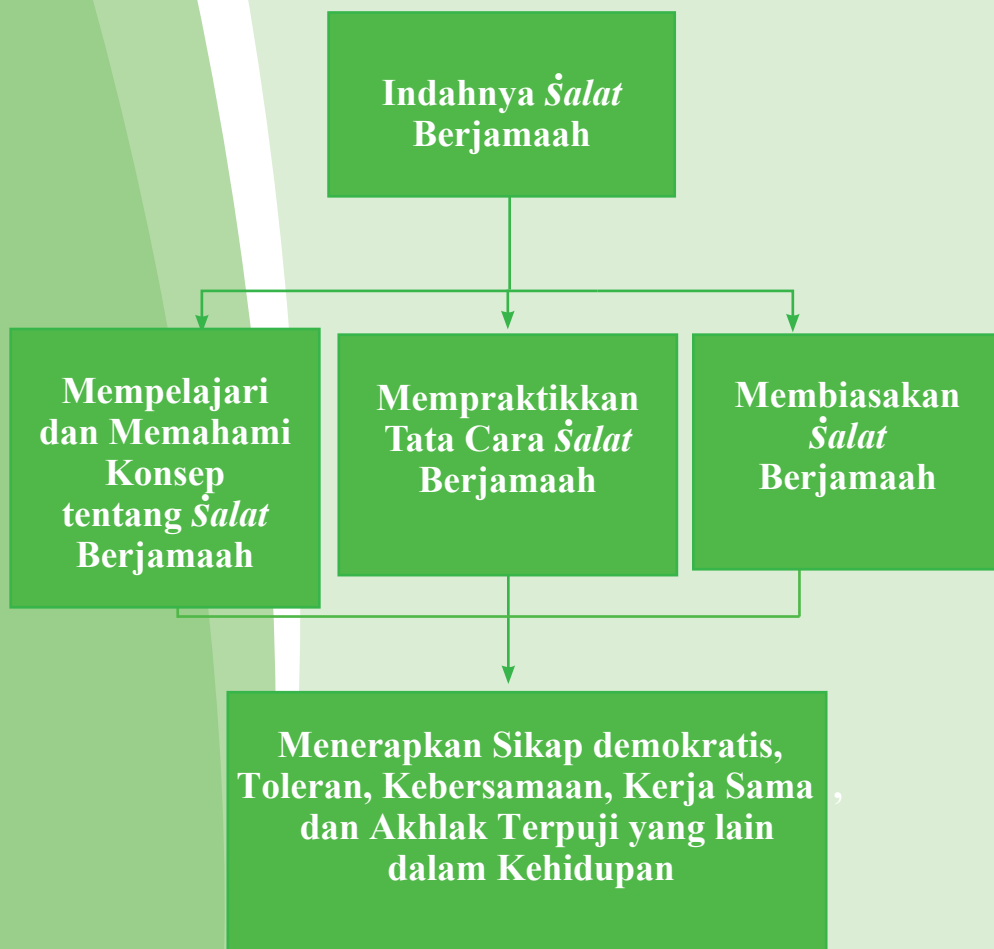 Indahnya ṡalat
Berjamaah
Mempelajari
dan Memahami
Konsep
tentang ṡalat
Berjamaah
Mempraktikkan
Tata Cara ṡalat
Berjamaah
Membiasakan
ṡalat
Berjamaah
Menerapkan Sikap demokratis,
Toleran, Kebersamaan, Kerja Sama ,
dan Akhlak Terpuji yang lain
dalam Kehidupan